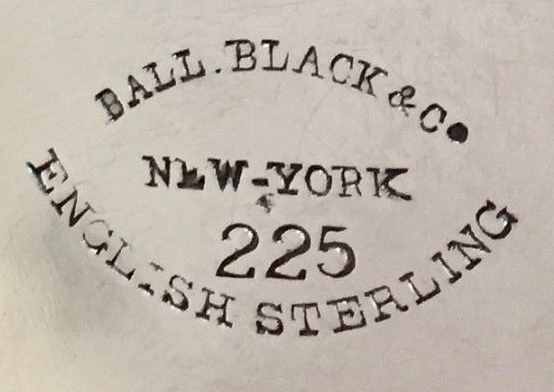 BALL. BLACK & Co
NEW-YORK
225
ENGLISH STERLING